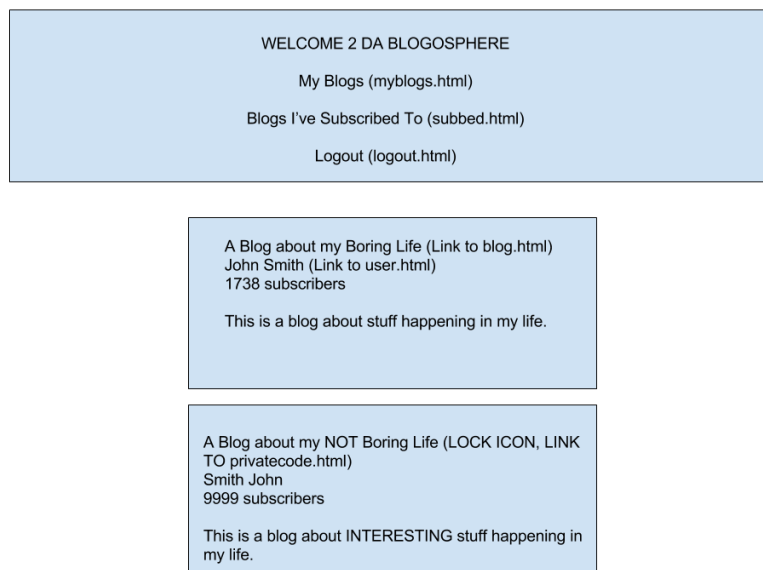 WELCOME 2 DA BLOGOSPHERE
My Blogs (myblogs.html)
Blogs I've Subscribed To (subbed.html)
Logout (logout.html)
A Blog about my Boring Life (Link to blog.html)
John Smith (Link to user.html)
1738 subscribers
This is a blog about stuff happening in my life.
A Blog about my NOT Boring Life (LOCK ICON, LINK
TO privatecode.html)
Smith John
9999 subscribers
This is a blog about INTERESTING stuff happening in
my life.